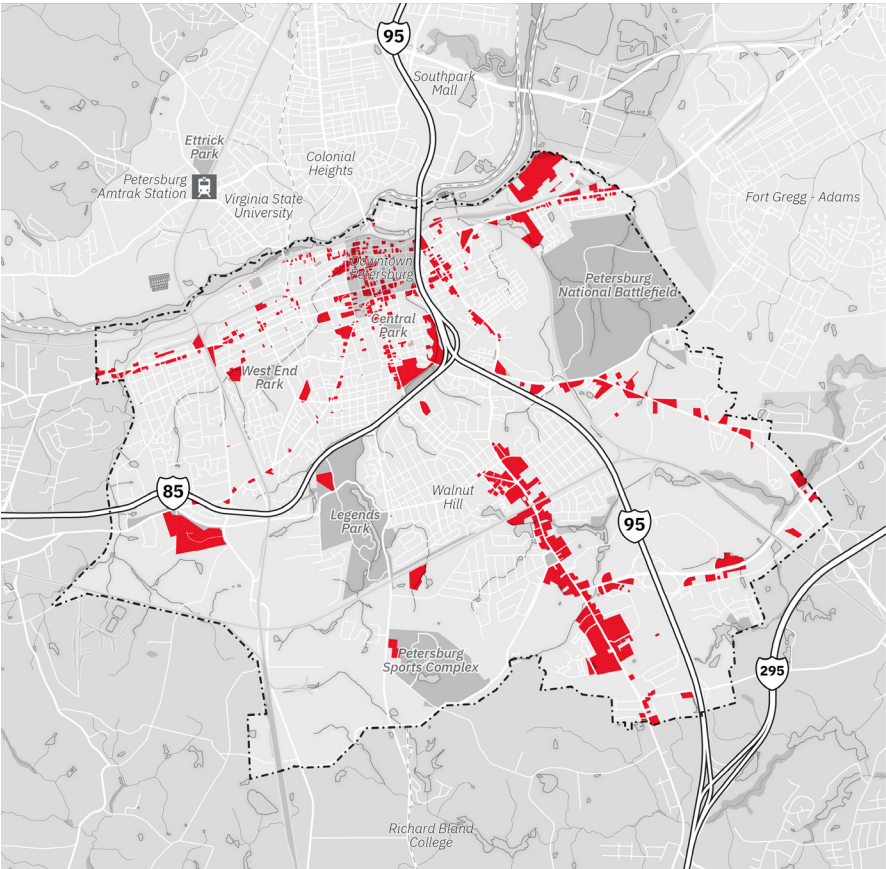 95
Southpark
Mall
Ettrick
Park
Colonial
Heights
Petersburg
Amtrak Station
Virginia State
University
Fort Gregg - Adams
Downtown
Petersburg
Petersburg
National Battlefield
Central
Park
West End
Park
85
Walnut
Hill
Legends
Park
95
Petersburg
Sports Complex
295
Richard Bland
College